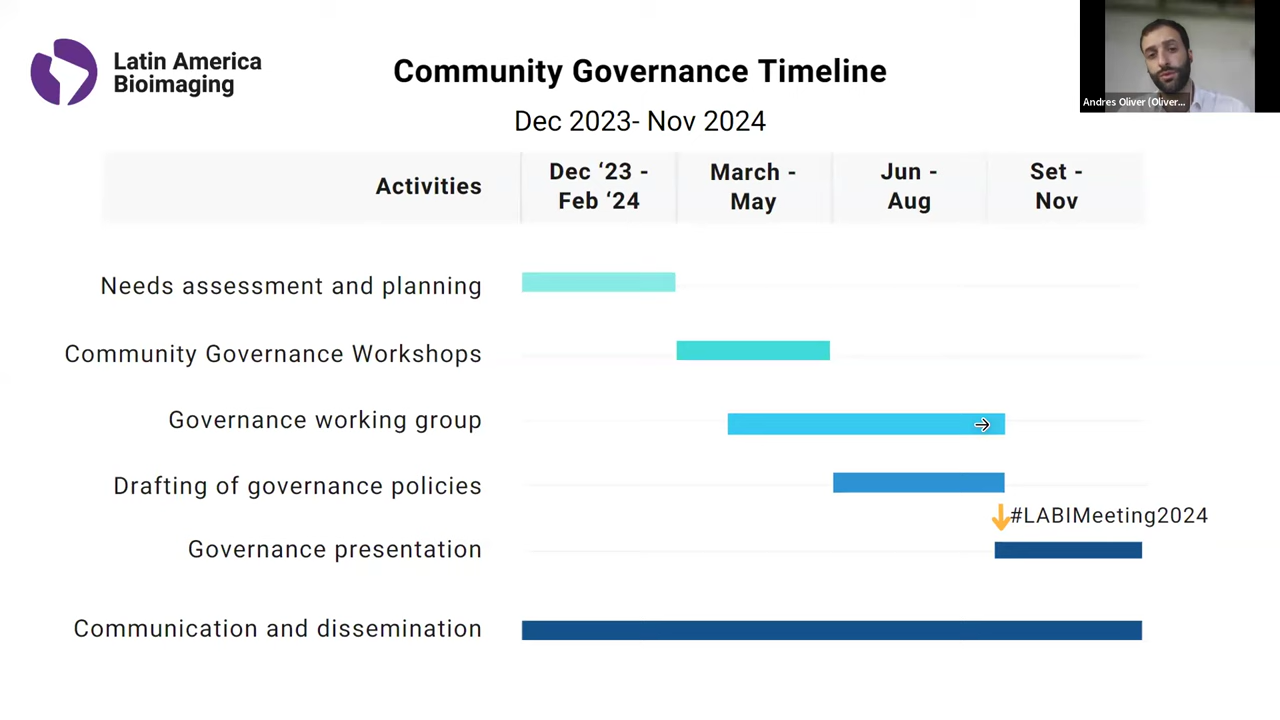 Latin America
Bioimaging
Community Governance Timeline
Dec 2023- Nov 2024
Andres Oliver (Oliver...
Activities
Dec ‘23 -
Feb ‘24
March -
May
Jun -
Aug
Set -
Nov
Needs assessment and planning
Community Governance Workshops
Governance working group
Drafting of governance policies
#LABIMeeting2024
Governance presentation
Communication and dissemination